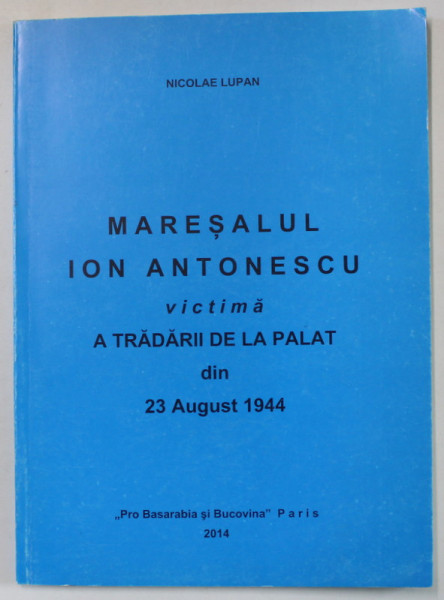 NICOLAE LUPAN
MAREȘALUL
ION ANTONESCU
victimă
A TRĂDĂRII DE LA PALAT
din
23 August 1944
„Pro Basarabia şi Bucovina” Paris
2014